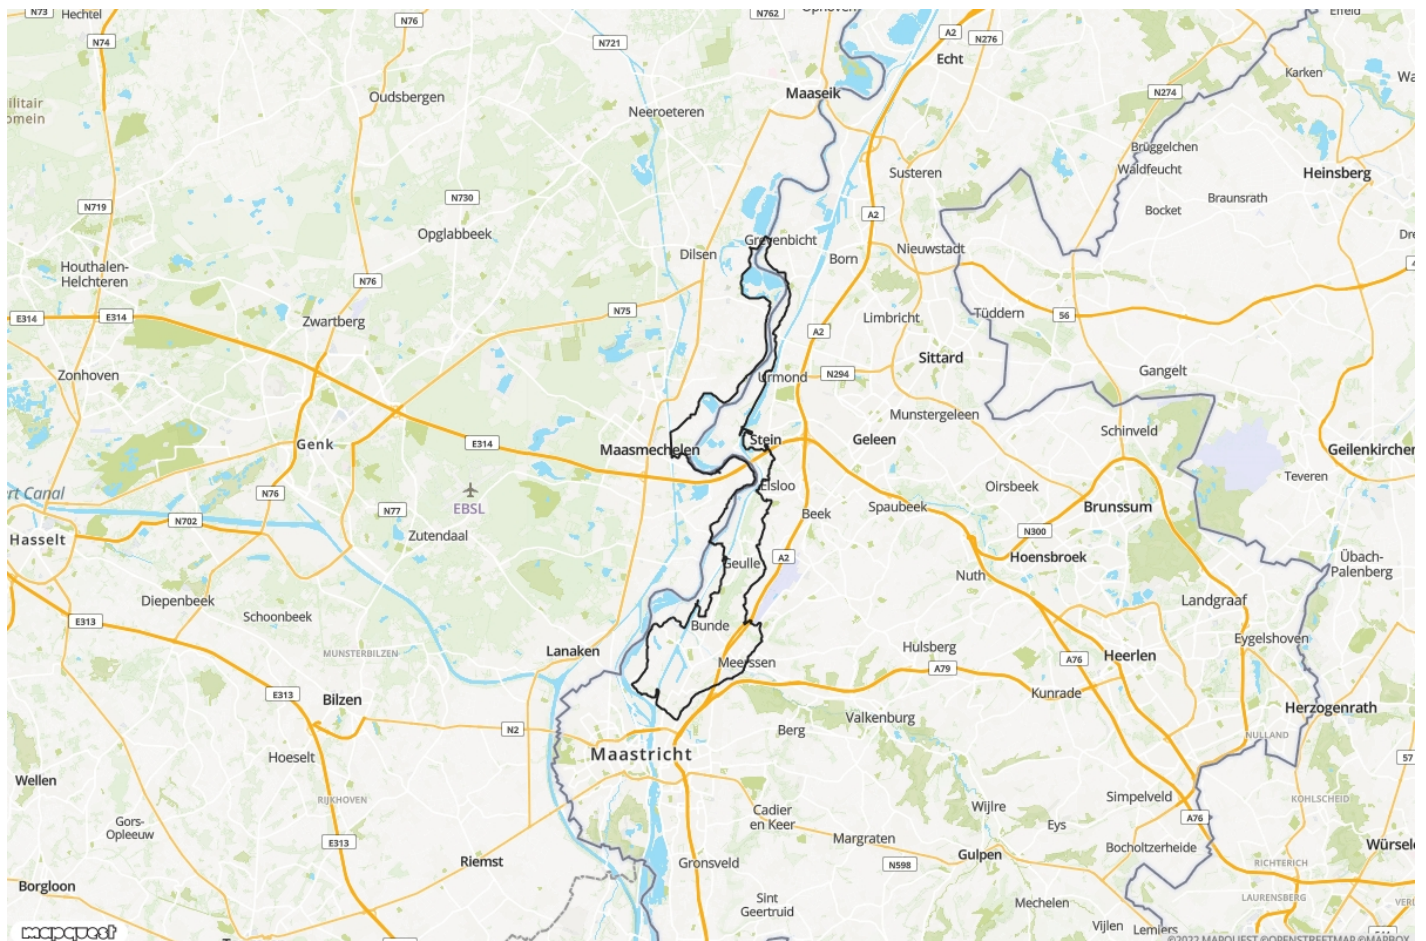 N73
Hechtel
N76
N762
Ophoven
Effeld
N74
N721
A2
N276
Echt
Karken
Oudsbergen
Maaseik
N274
Neeroeteren
Brüggelchen
Waldfeucht
Susteren
Heinsberg
N730
Braunsrath
N719
Bocket
A2
Opglabbeek
Grevenbicht
Nieuwstadt
Dilsen
Born
Houthalen-
Helchteren
N76
E314
E314
Zwartberg
N75
Limbricht
Tüddern
56
A2
Sittard
Zonhoven
Urmond
N294
Gangelt
Munstergeleen
Schinveld
Genk
E314
Maasmechelen
Stein
Geleen
Geilenkirchen
Teveren
Elsloo
Oirsbeek
N76
EBSL
Spaubeek
Brunssum
N77
Beek
N702
N300
Hasselt
Zutendaal
Hoensbroek
Geulle
A2
Übach-
Palenberg
Nuth
Diepenbeek
Landgraaf
Schoonbeek
E313
Bunde
Eygelshoven
MUNSTERBILZEN
Lanaken
Hulsberg
Heerlen
Meerssen
A79
A76
E313
Kunrade
Bilzen
Herzogenrath
Valkenburg
N2
Berg
NULLAND
Maastricht
Hoeselt
57
Wellen
Simpelveld
RIJKHOVEN
KOHLSCHEID
Wijlre
Cadier
en Keer
A76
Gors-
Opleeuw
Eys
E313
Margraten
Bocholtzerheide
Gulpen
Riemst
Gronsveld
N598
RICHTERICH
Borgloon
Sint
Geertruid
LAURENSBERG
Mechelen
Vijlen
Lemiers
mapquest
©2022 MAPQUEST ©OPENSTREETMAP ©MAPBOX